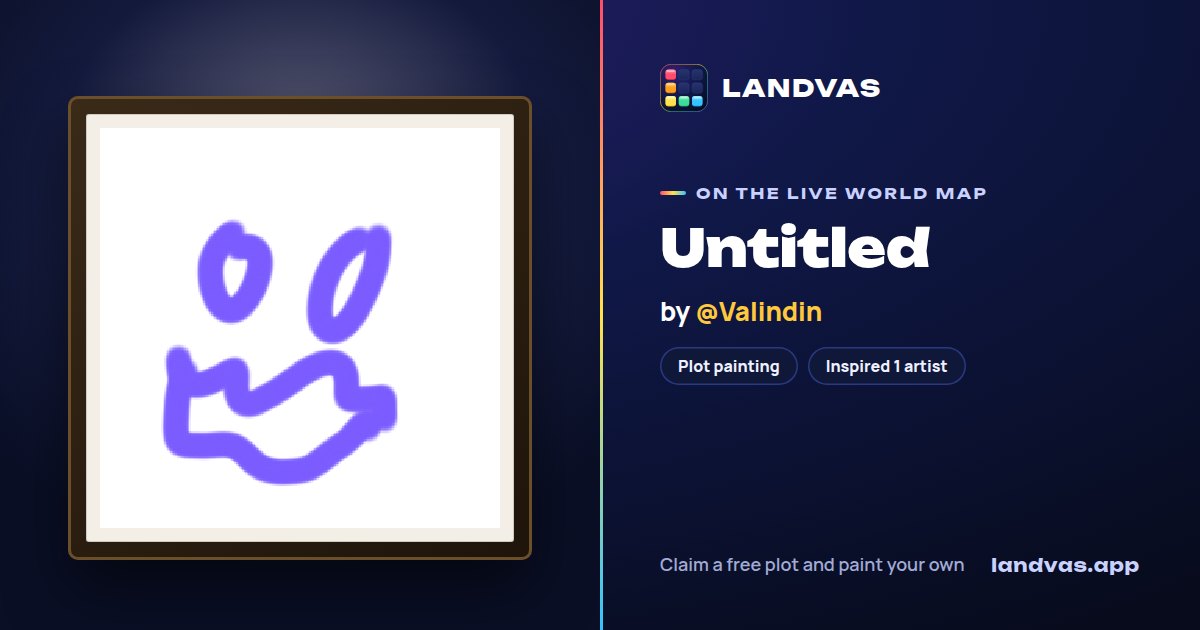 LANDVAS
ON THE LIVE WORLD MAP
Untitled
by @Valindin
Plot painting
Inspired 1 artist
Claim a free plot and paint your own
landvas.app